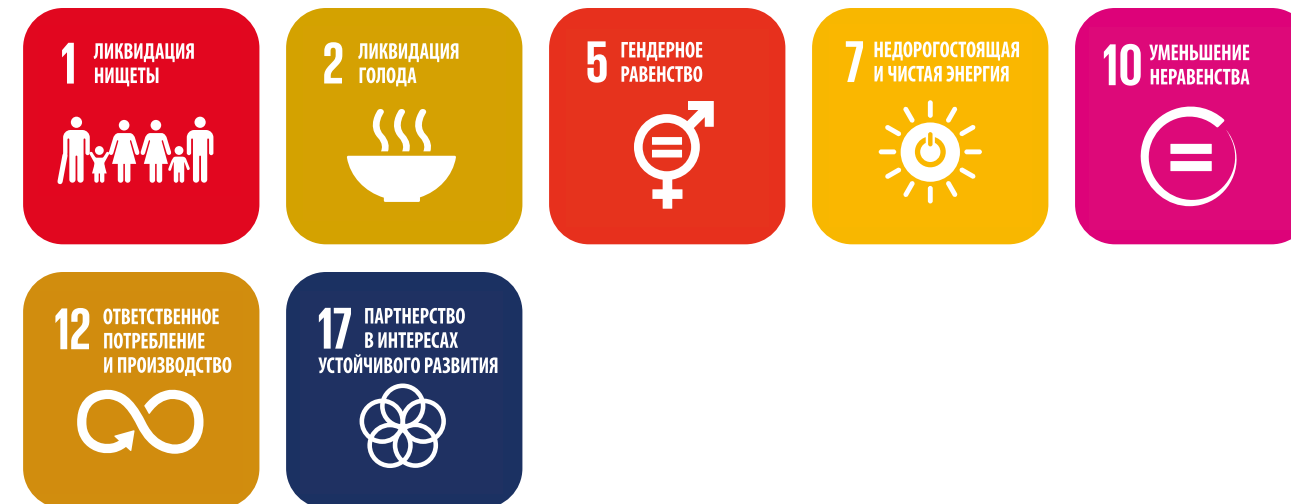 1 ЛИКВИДАЦИЯ
НИЩЕТЫ
2 ЛИКВИДАЦИЯ
ГОЛОДА
5 ГЕНДЕРНОЕ
РАВЕНСТВО
7 НЕДОРОГОСТОЯЩАЯ
И ЧИСТАЯ ЭНЕРГИЯ
10 УМЕНЬШЕНИЕ
НЕРАВЕНСТВА
12 ОТВЕТСТВЕННОЕ
ПОТРЕБЛЕНИЕ
И ПРОИЗВОДСТВО
17 ПАРТНЕРСТВО
В ИНТЕРЕСАХ
УСТОЙЧИВОГО РАЗВИТИЯ